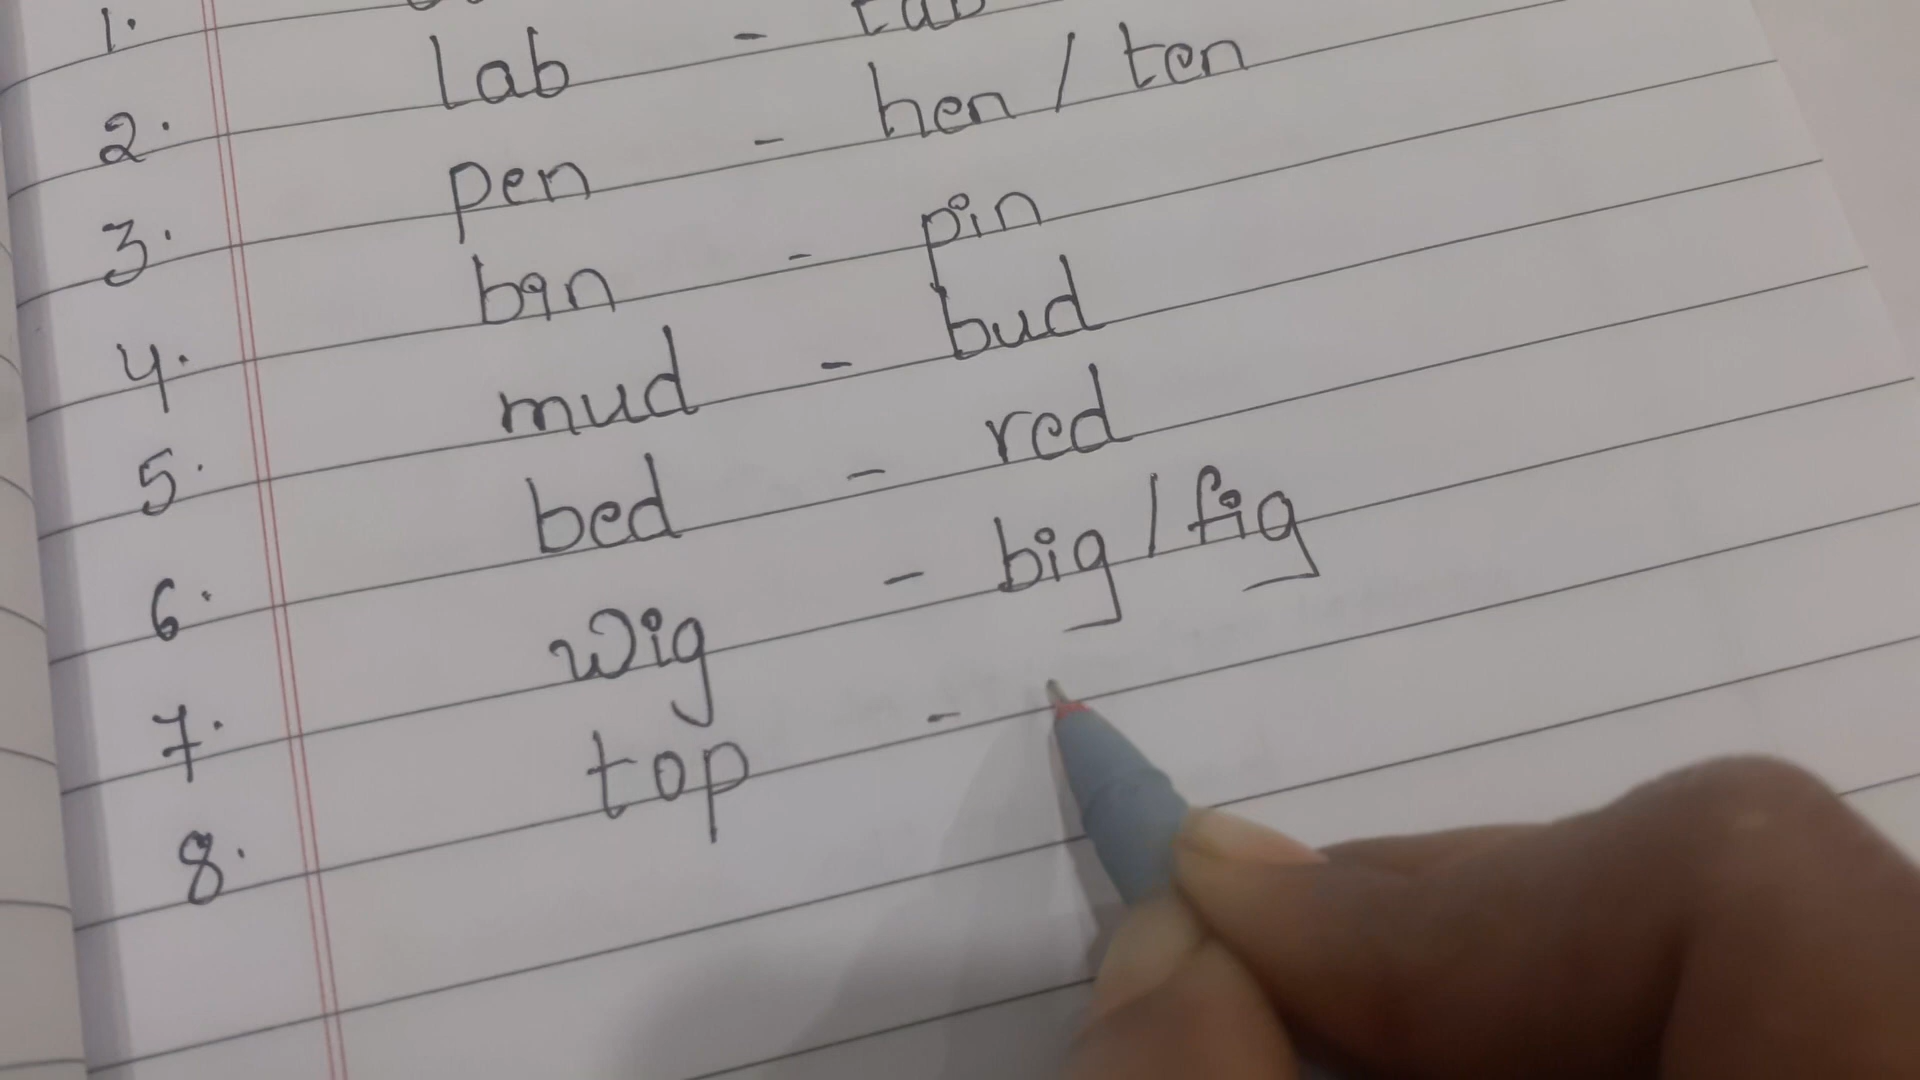 1.
2. lab - tab
3. pen - hen / ten
4. bin - pin
5. mud - bud
6. bed - red
7. wig - big / fig
8. top -